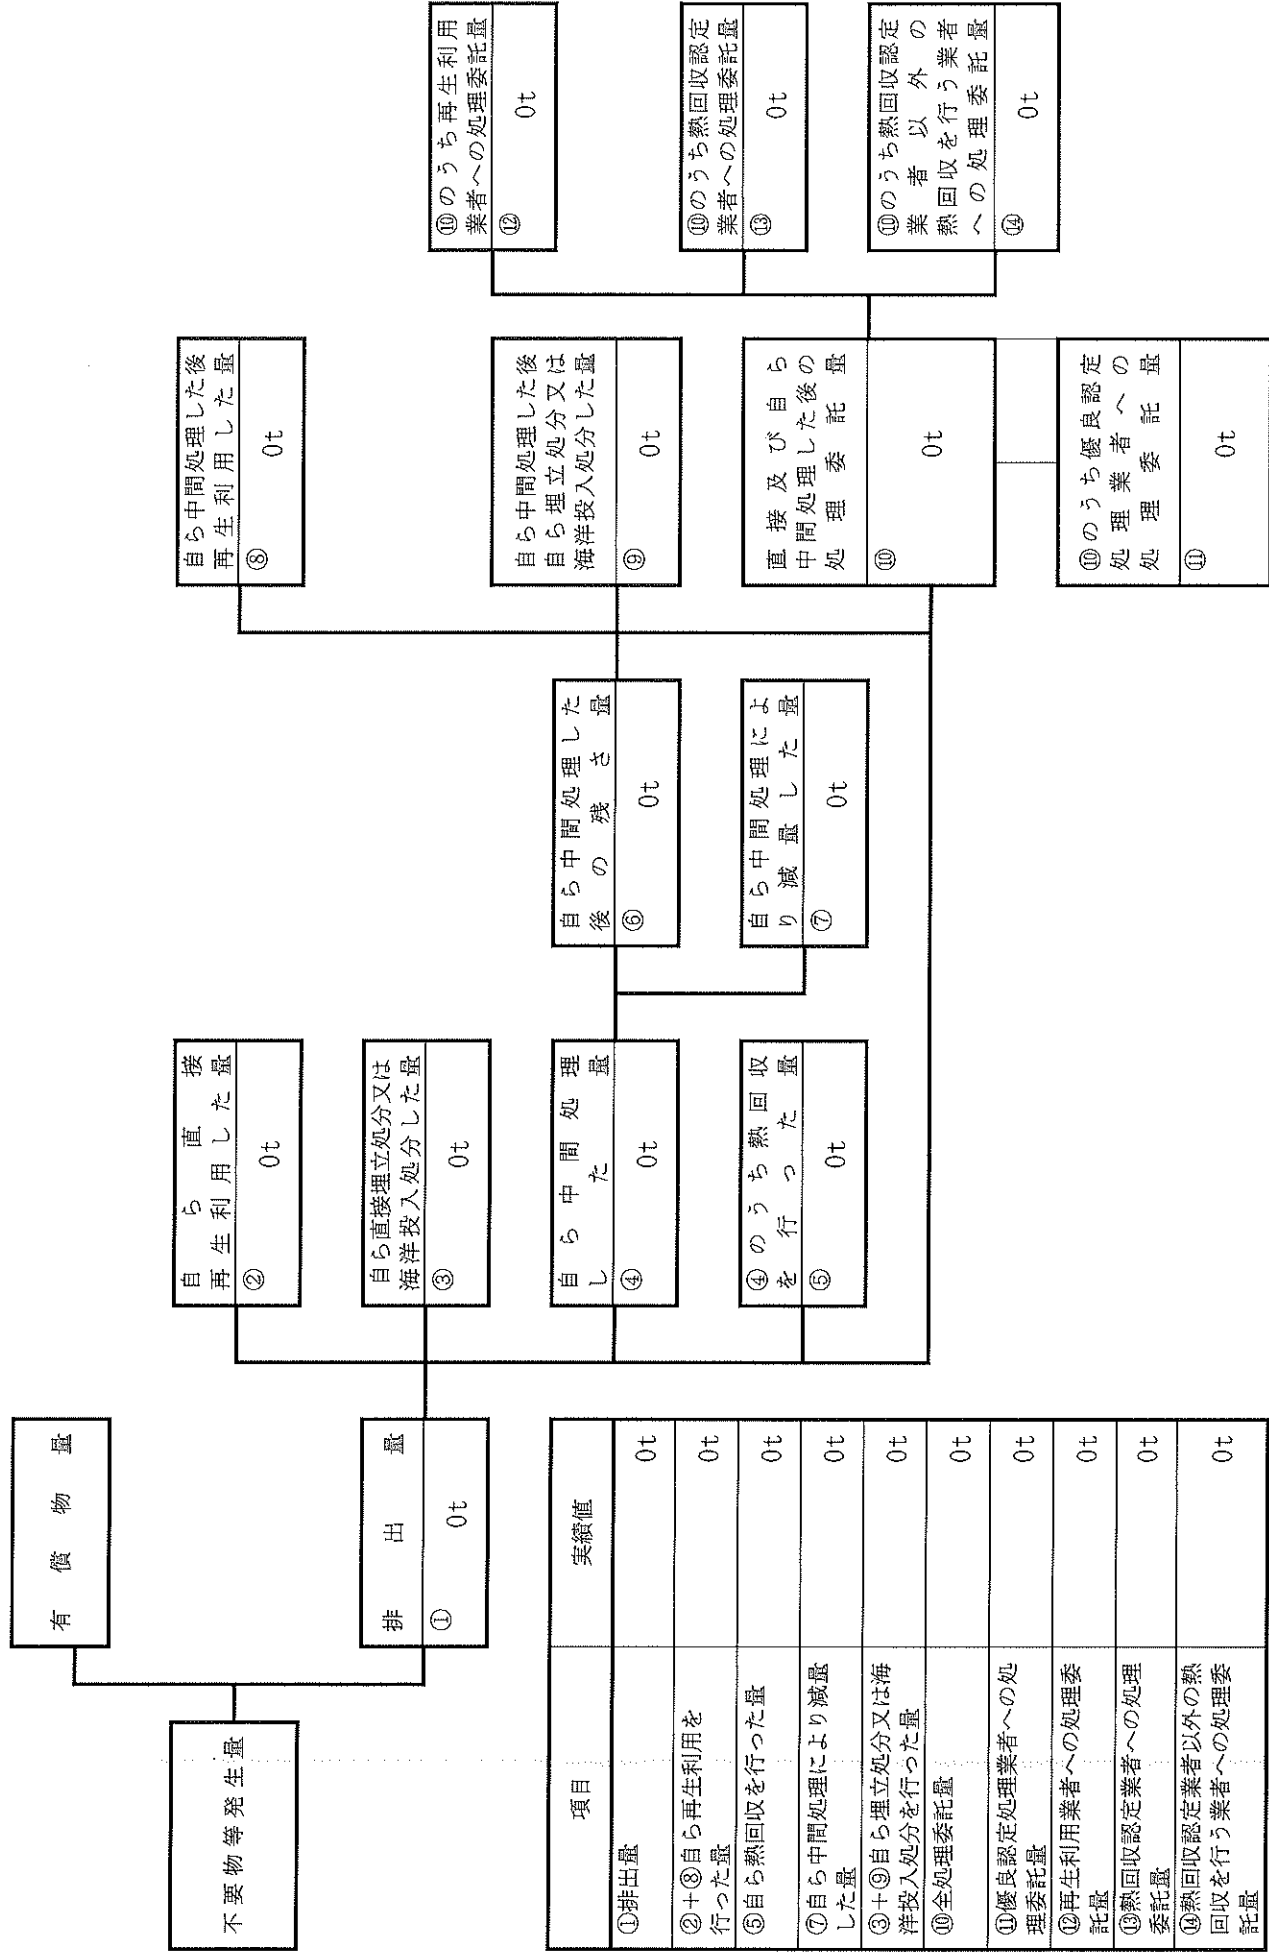 不要物等発生量
有償物量
排出量
①
0t
自ら直接
再生利用した量
②
0t
自ら直接埋立処分又は
海洋投入処分した量
③
0t
自ら中間処理
した量
④
0t
④のうち熱回収
を行った量
⑤
0t
自ら中間処理した
後の残さ量
⑥
0t
自ら中間処理によ
り減量した量
⑦
0t
自ら中間処理した後
再生利用した量
⑧
0t
自ら中間処理した後
自ら埋立処分又は
海洋投入処分した量
⑨
0t
直接及び自ら
中間処理した後の
処理委託量
⑩
0t
⑩のうち優良認定
処理業者への
処理委託量
⑪
0t
⑩のうち再生利用
業者への処理委託量
⑫
0t
⑩のうち熱回収認定
業者への処理委託量
⑬
0t
⑩のうち熱回収認定
業者以外の
熱回収を行う業者
への処理委託量
⑭
0t
項目
実績値
①排出量
0t
②+⑧自ら再生利用を
行った量
0t
⑤自ら熱回収を行った量
0t
⑦自ら中間処理により減量
した量
0t
③+⑨自ら埋立処分又は海
洋投入処分を行った量
0t
⑩全処理委託量
0t
⑪優良認定処理業者への処
理委託量
0t
⑫再生利用業者への処理委
託量
0t
⑬熱回収認定業者への処理
委託量
0t
⑭熱回収認定業者以外の熱
回収を行う業者への処理委
託量
0t